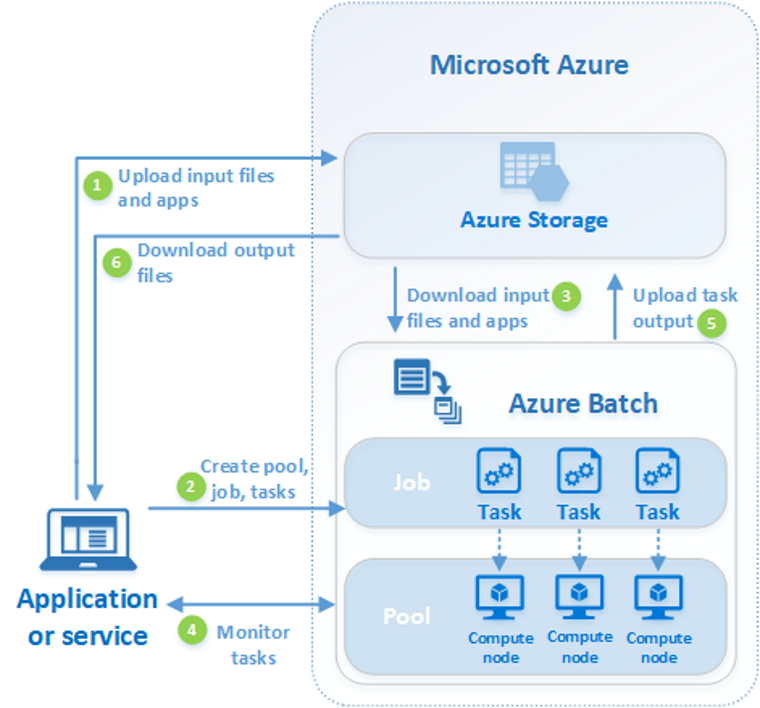 Microsoft Azure
1
Upload input files
and apps
Azure Storage
6
Download output
files
Download input
3
files and apps
Upload task
output
5
Azure Batch
2
Create pool,
job, tasks
Job
Task
Task
Task
Application
or service
4
Monitor
tasks
Pool
Compute
node
Compute
node
Compute
node